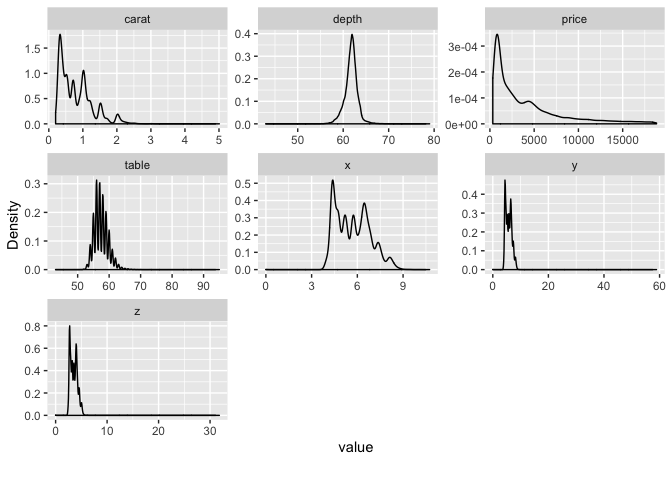 carat
depth
price
1.5
1.0
0.5
0.0
0 1 2 3 4 5
0.4
0.3
0.2
0.1
0.0
50 60 70 80
3e-04
2e-04
1e-04
0e+00
0 5000 10000 15000
table
x
y
0.3
0.2
0.1
0.0
50 60 70 80 90
0.5
0.4
0.3
0.2
0.1
0.0
0 3 6 9
0.4
0.3
0.2
0.1
0.0
0 20 40 60
Density
z
0.8
0.6
0.4
0.2
0.0
0 10 20 30
value